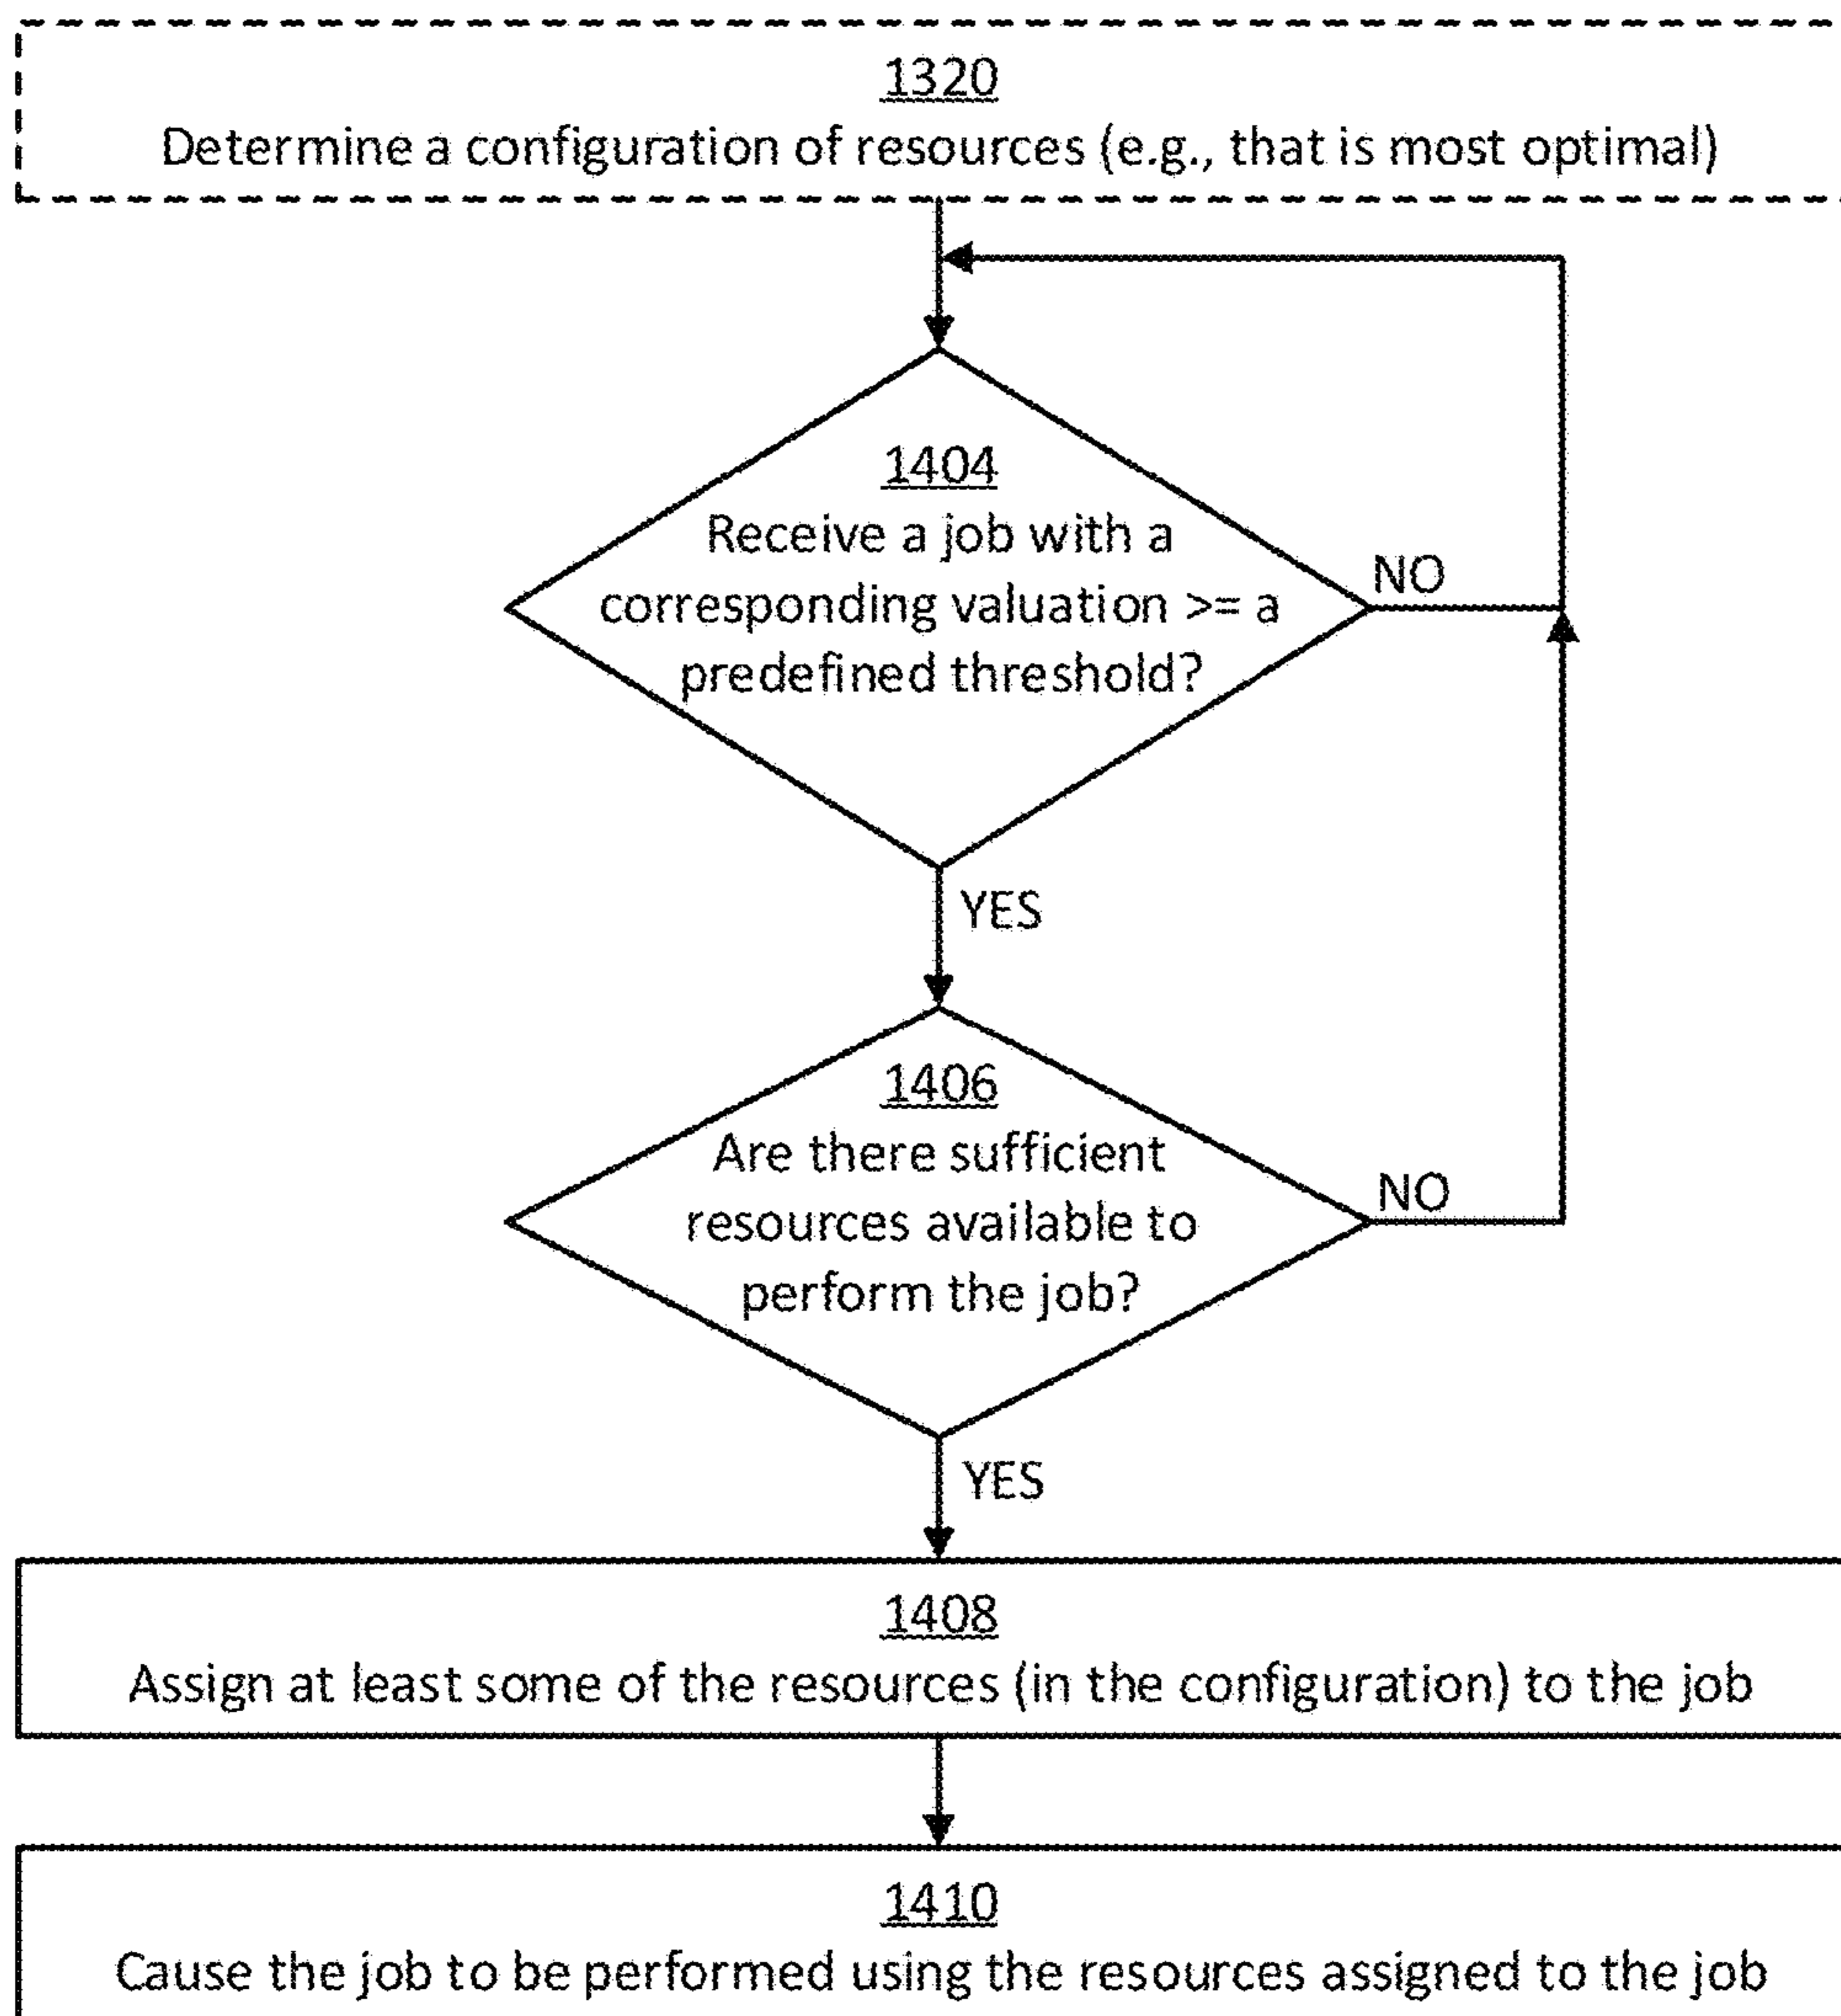 1320
Determine a configuration of resources (e.g., that is most optimal)
1404
Receive a job with a
corresponding valuation >= a
predefined threshold?
NO
YES
1406
Are there sufficient
resources available to
perform the job?
NO
YES
1408
Assign at least some of the resources (in the configuration) to the job
1410
Cause the job to be performed using the resources assigned to the job